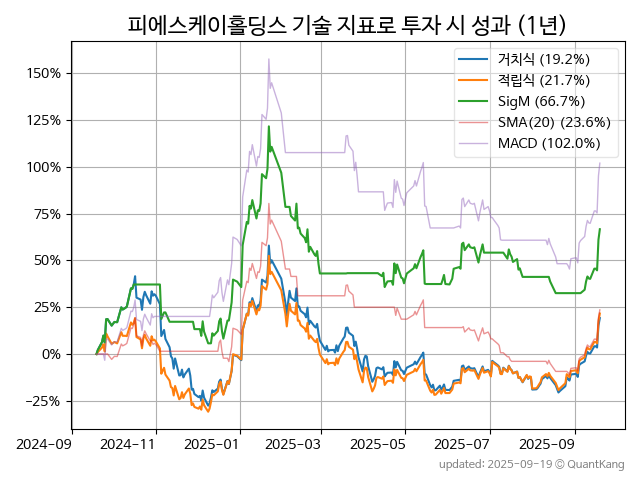 피에스케이홀딩스 기술 지표로 투자 시 성과 (1년)
거치식 (19.2%)
적립식 (21.7%)
SigM (66.7%)
SMA(20) (23.6%)
MACD (102.0%)
150%
125%
100%
75%
50%
25%
0%
−25%
2024−09 2024−11 2025−01 2025−03 2025−05 2025−07 2025−09
updated: 2025-09-19 © QuantKang